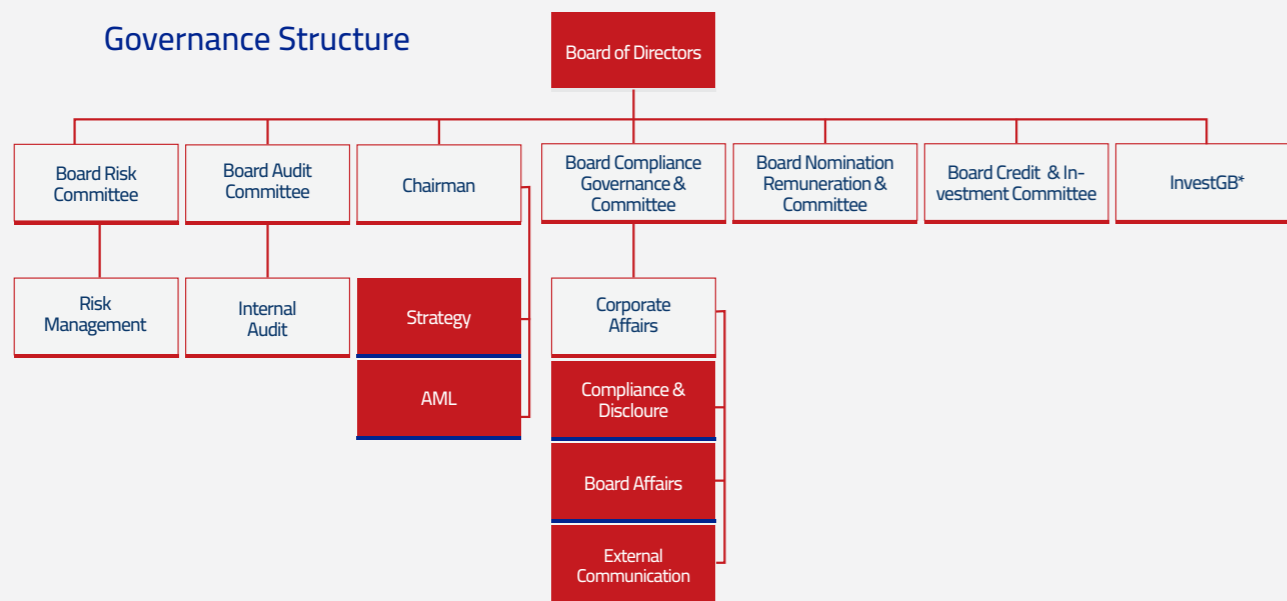 Governance Structure
Board of Directors
Board Risk
Committee
Board Audit
Committee
Chairman
Board Compliance
Governance &
Committee
Board Nomination
Remuneration &
Committee
Board Credit & In-
vestment Committee
InvestGB*
Risk
Management
Internal
Audit
Strategy
AML
Corporate
Affairs
Compliance &
Discloure
Board Affairs
External
Communication